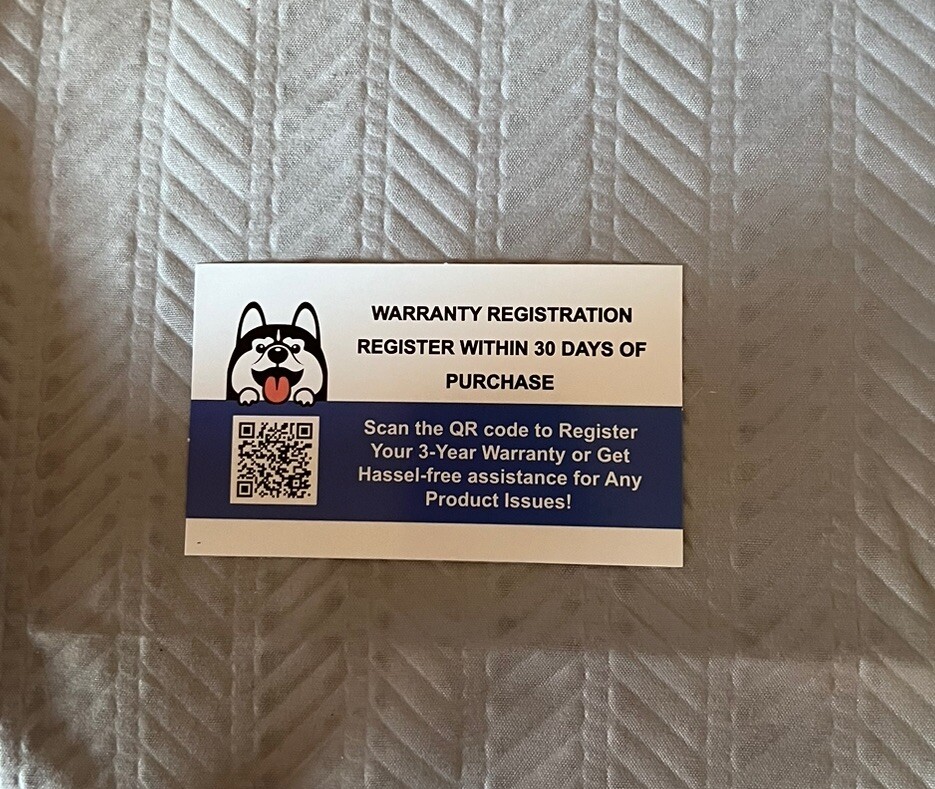 WARRANTY REGISTRATION
REGISTER WITHIN 30 DAYS OF
PURCHASE
Scan the QR code to Register
Your 3-Year Warranty or Get
Hassel-free assistance for Any
Product Issues!